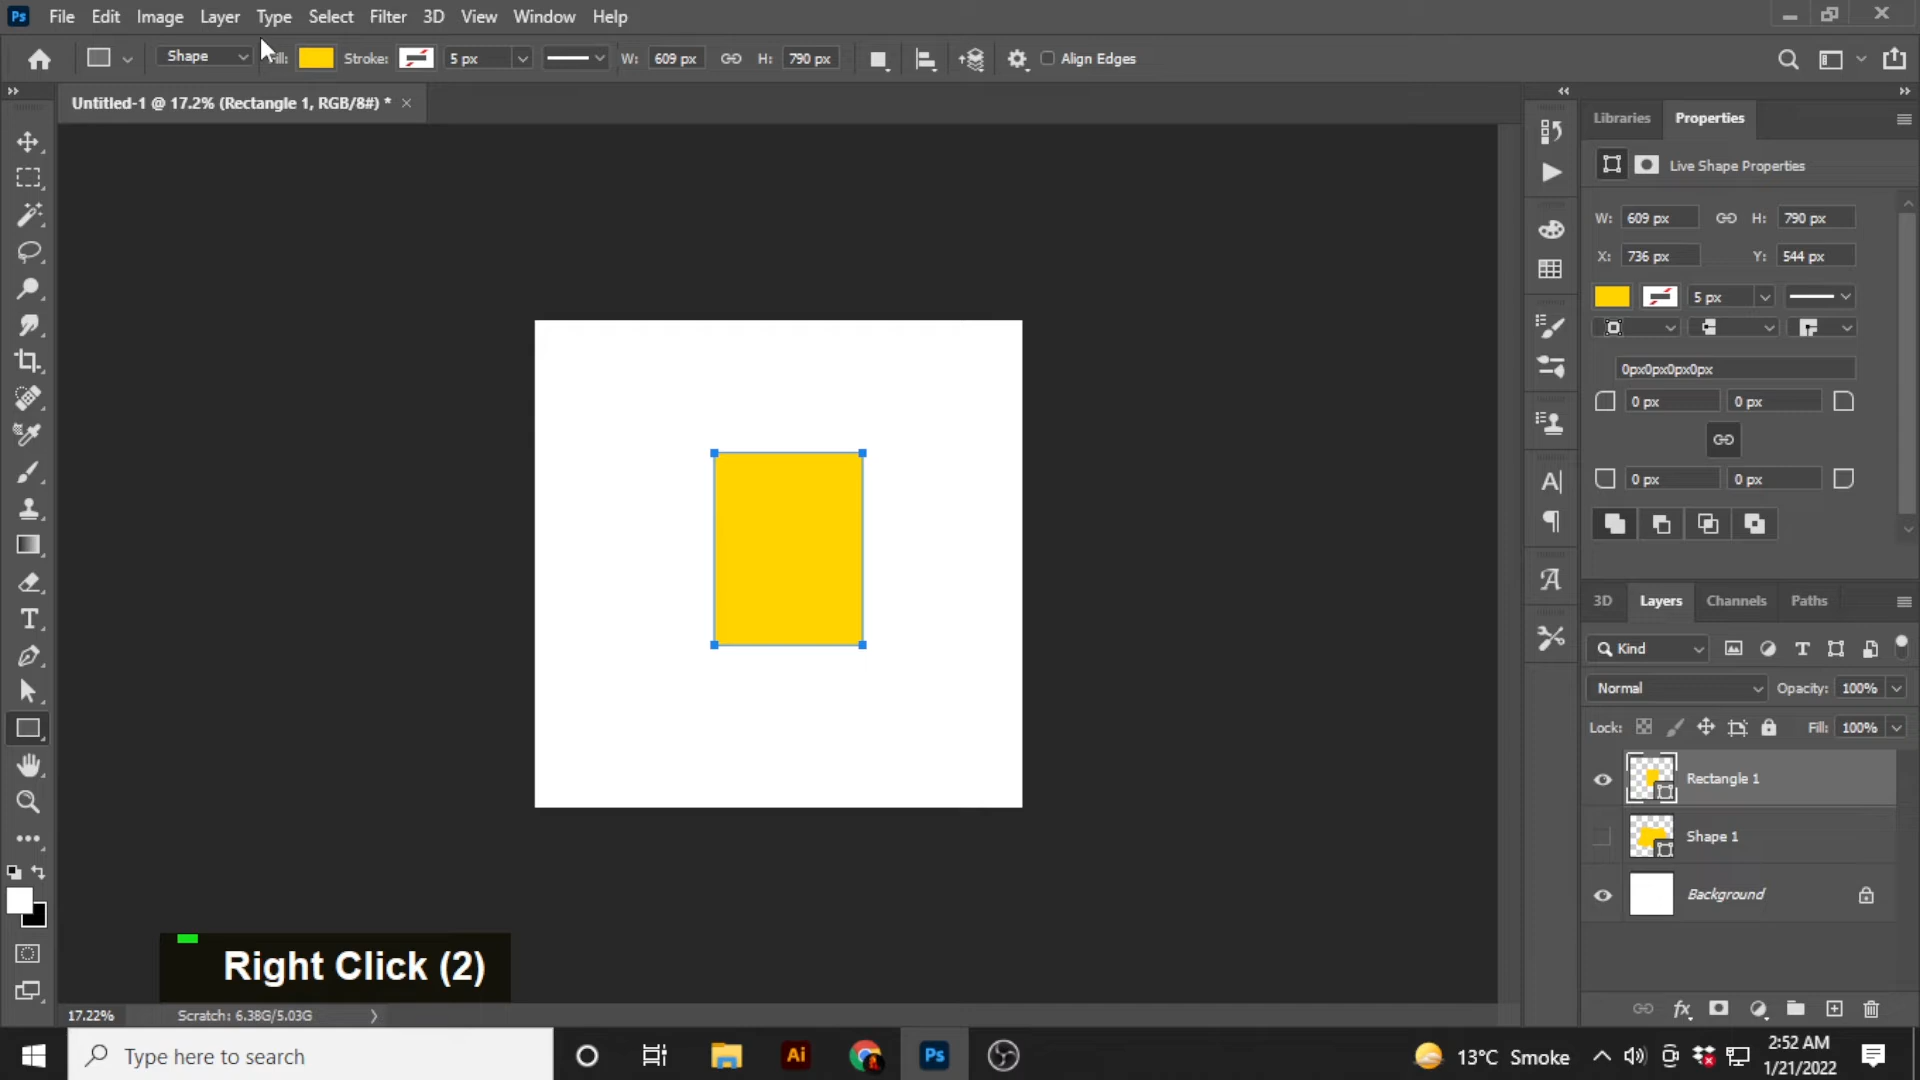 Ps File Edit Image Layer Type Select Filter 3D View Window Help
Shape Fill: Stroke: 5 px W: 609 px H: 790 px Align Edges
Untitled-1 @ 17.2% (Rectangle 1, RGB/8#) * ×
Libraries Properties
Live Shape Properties
W: 609 px H: 790 px
X: 736 px Y: 544 px
5 px
0px0px0px0px
0 px 0 px
0 px 0 px
3D Layers Channels Paths
Kind
Normal Opacity: 100%
Lock: Fill: 100%
Rectangle 1
Shape 1
Background
Right Click (2)
17.22% Scratch: 6.38G/5.03G
Type here to search
Ai Ps
13°C Smoke
2:52 AM
1/21/2022